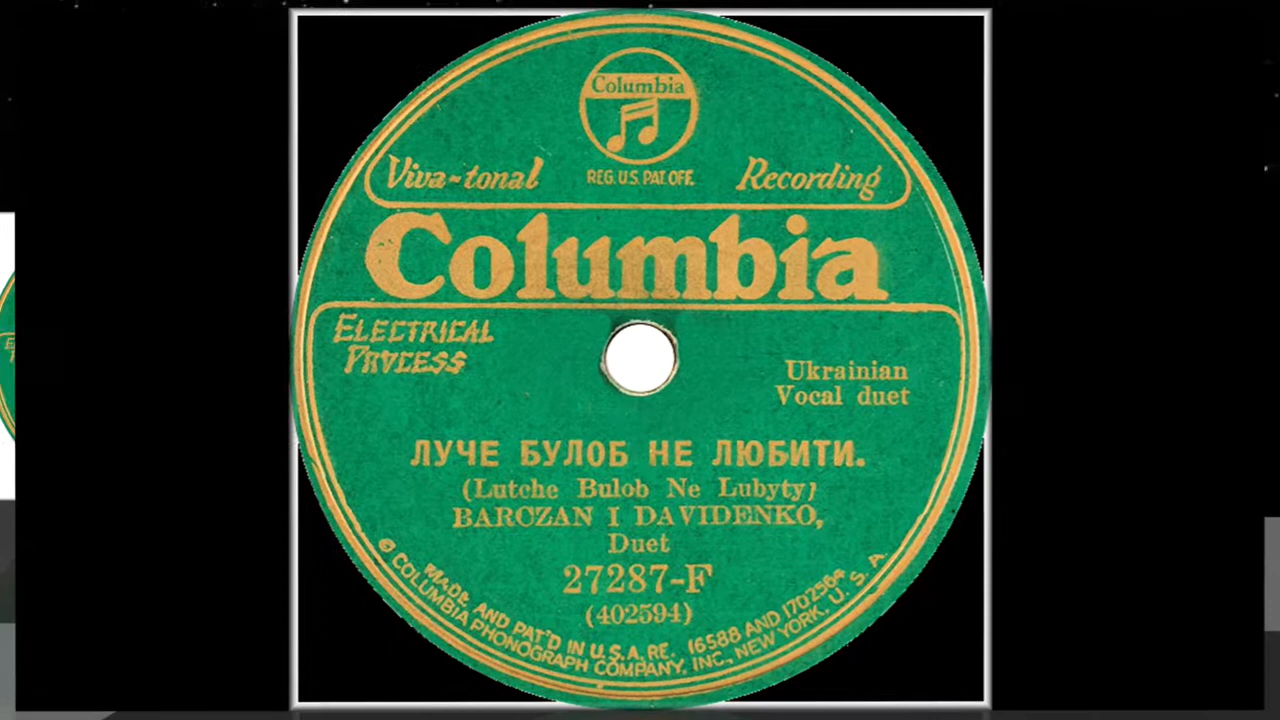 Columbia
Viva-tonal
REG. U.S. PAT. OFF.
Recording
Columbia
ELECTRICAL
PROCESS
Ukrainian
Vocal duet
ЛУЧЕ БУЛОБ НЕ ЛЮБИТИ.
(Lutche Bulob Ne Lubyty)
BARCZAN I DAVIDENKO,
Duet
27287-F
(402594)
MADE AND PAT'D IN U.S.A. RE. 16588 AND 1702564
COLUMBIA PHONOGRAPH COMPANY, INC., NEW YORK, U. S. A.